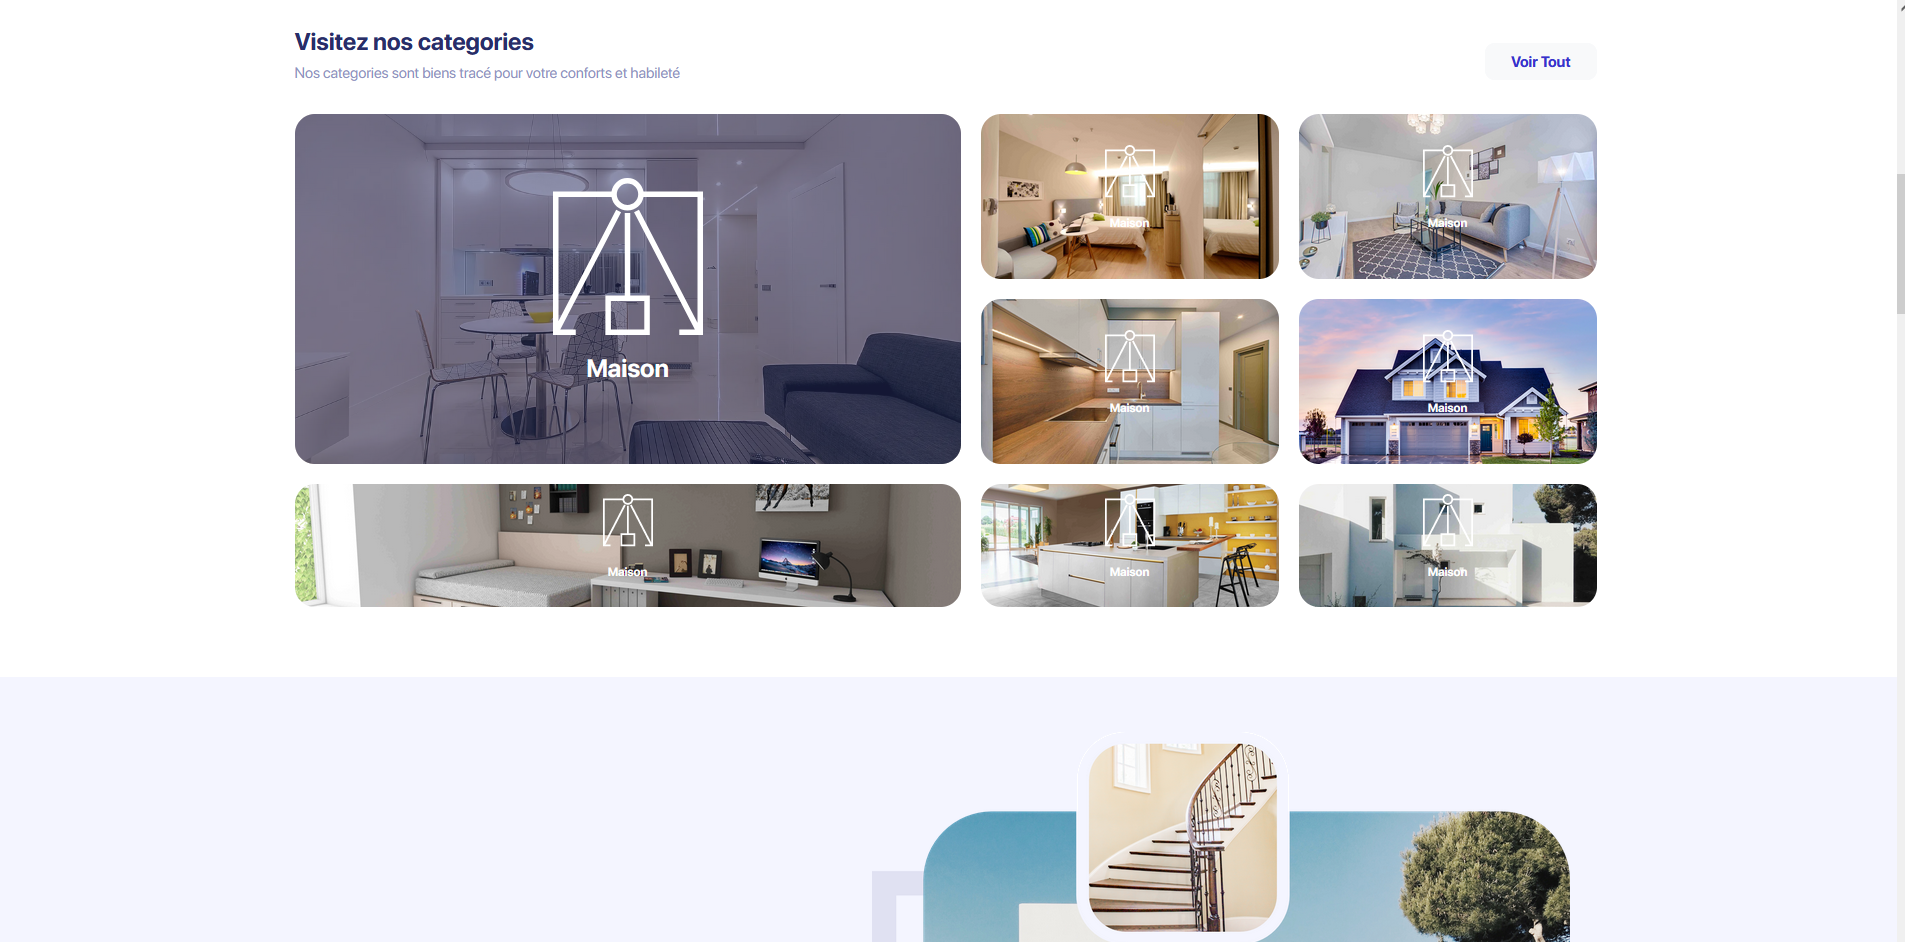 Visitez nos categories
Nos categories sont biens tracé pour votre conforts et habileté
Voir Tout
Maison
Maison
Maison
Maison
Maison
Maison
Maison
Maison